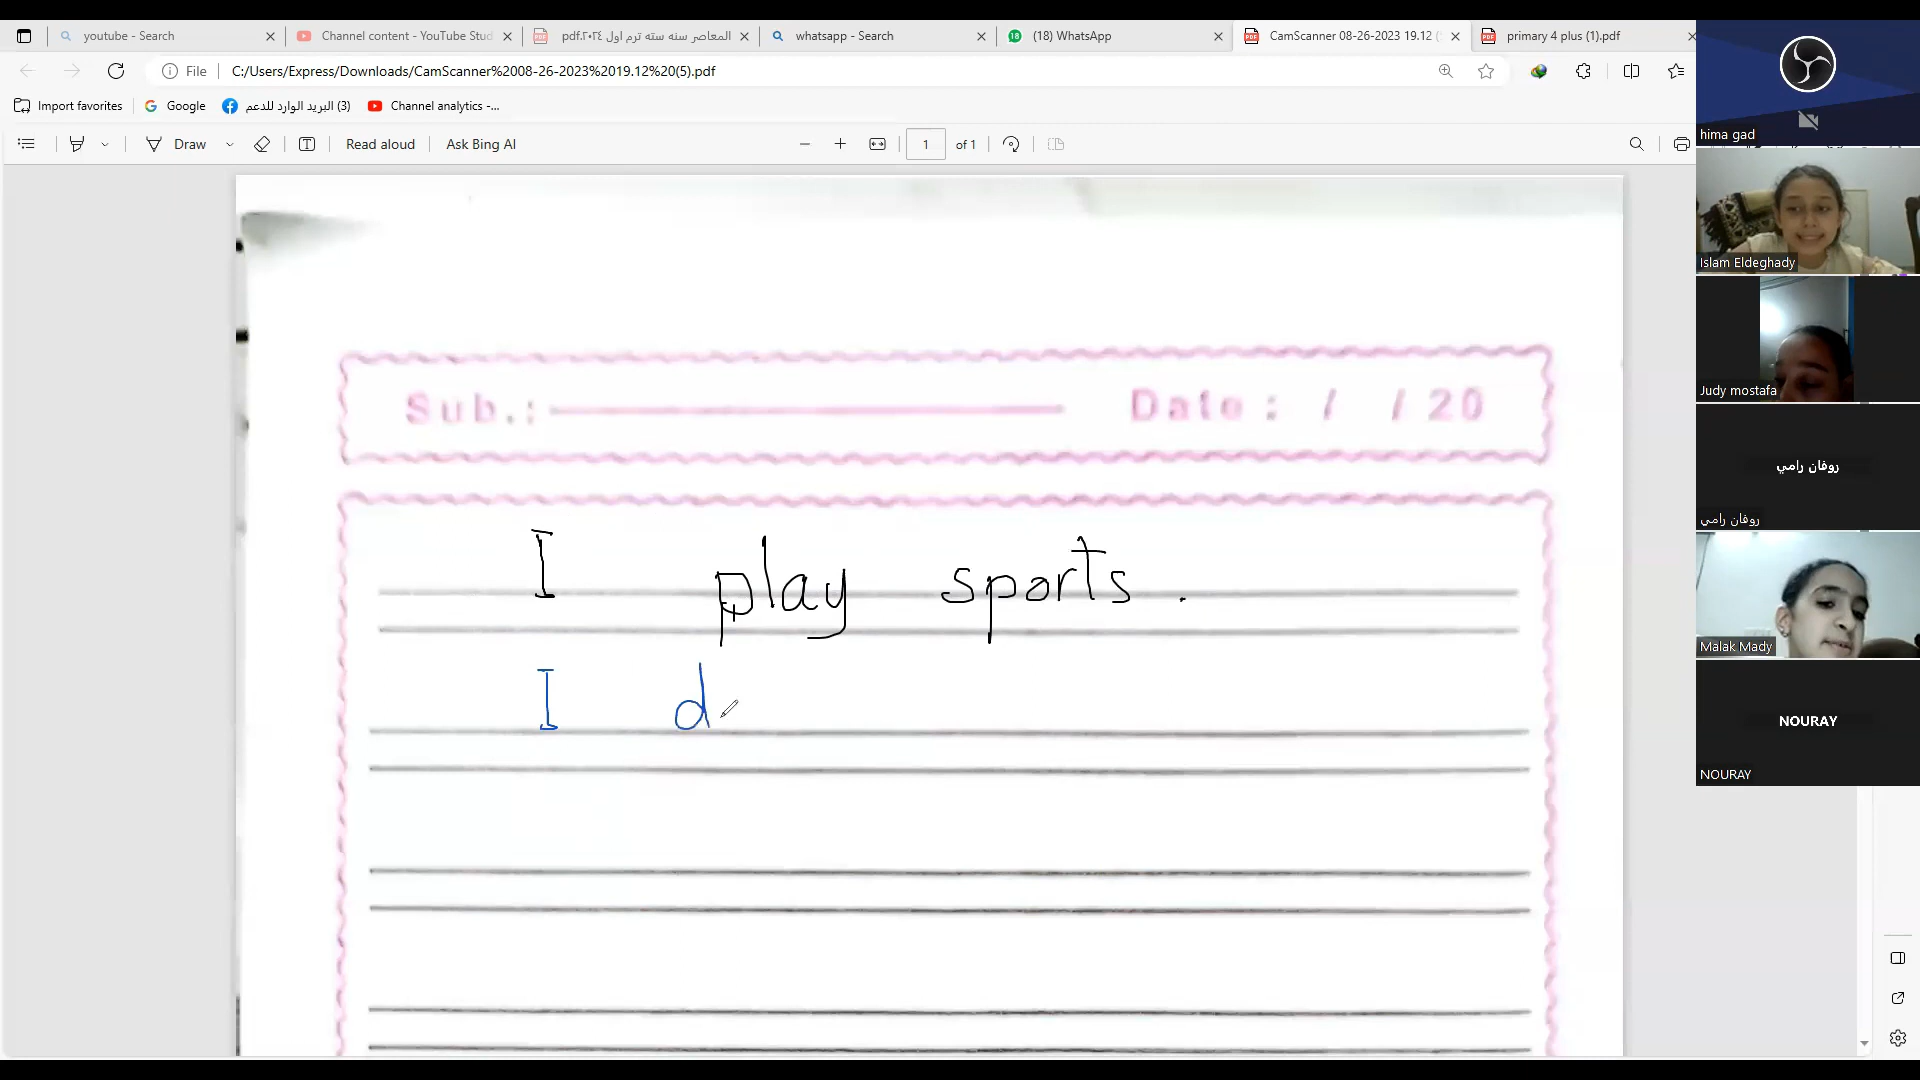 youtube - Search
Channel content - YouTube Stud
المعاصر سنه سته ترم اول ٢٠٢٤.pdf
whatsapp - Search
(18) WhatsApp
CamScanner 08-26-2023 19.12 (
primary 4 plus (1).pdf
File
C:/Users/Express/Downloads/CamScanner%2008-26-2023%2019.12%20(5).pdf
Import favorites
Google
(3) البريد الوارد للدعم
Channel analytics -...
Draw
Read aloud
Ask Bing AI
1 of 1
hima gad
Islam Eldeghady
Judy mostafa
روفان رامي
روفان رامي
Malak Mady
NOURAY
NOURAY
Sub.:
Date: / / 20
I play sports.
I d